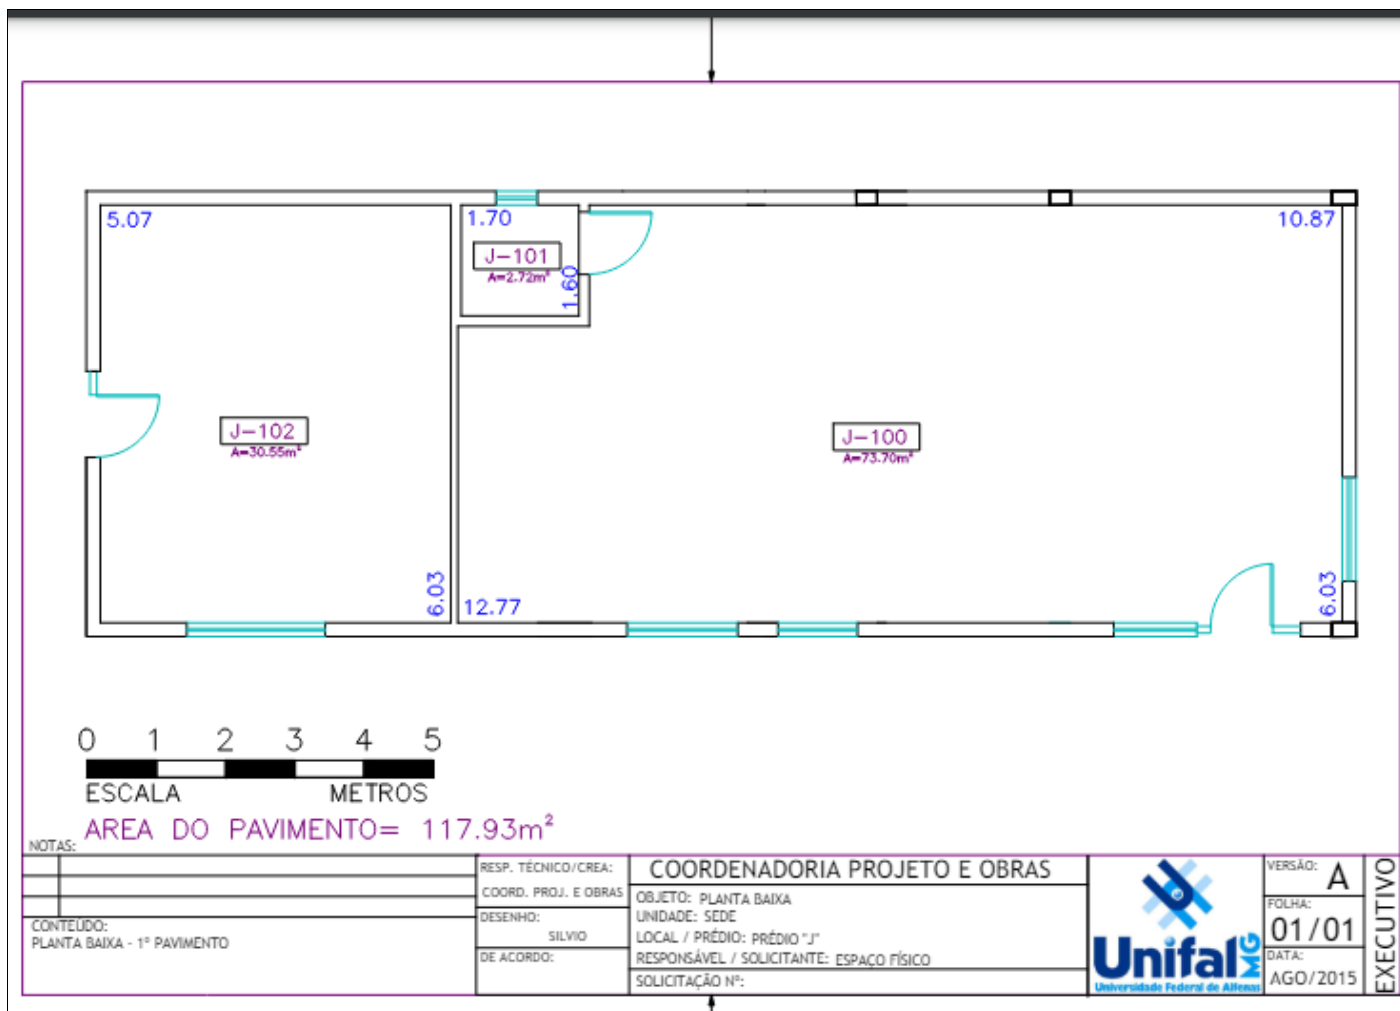 5.07
1.70
10.87
J-101
A=2.72m²
1.60
J-102
A=30.55m²
J-100
A=73.70m²
6.03
12.77
6.03
0 1 2 3 4 5
ESCALA METROS
AREA DO PAVIMENTO= 117.93m²
NOTAS:
CONTEÚDO:
PLANTA BAIXA - 1º PAVIMENTO
RESP. TÉCNICO/CREA:
COORD. PROJ. E OBRAS
DESENHO:
SILVIO
DE ACORDO:
COORDENADORIA PROJETO E OBRAS
OBJETO: PLANTA BAIXA
UNIDADE: SEDE
LOCAL / PRÉDIO: PRÉDIO "J"
RESPONSÁVEL / SOLICITANTE: ESPAÇO FÍSICO
SOLICITAÇÃO Nº:
Unifal MG
Universidade Federal de Alfenas
VERSÃO: A
FOLHA:
01/01
DATA:
AGO/2015
EXECUTIVO